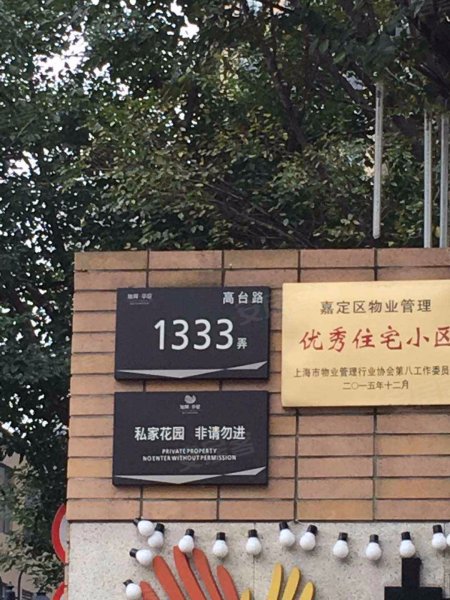 高台路
1333弄
私家花园 非请勿进
PRIVATE PROPERTY
NO ENTER WITHOUT PERMISSION
嘉定区物业管理
优秀住宅小区
上海市物业管理行业协会第八工作委员
二〇一五年十二月